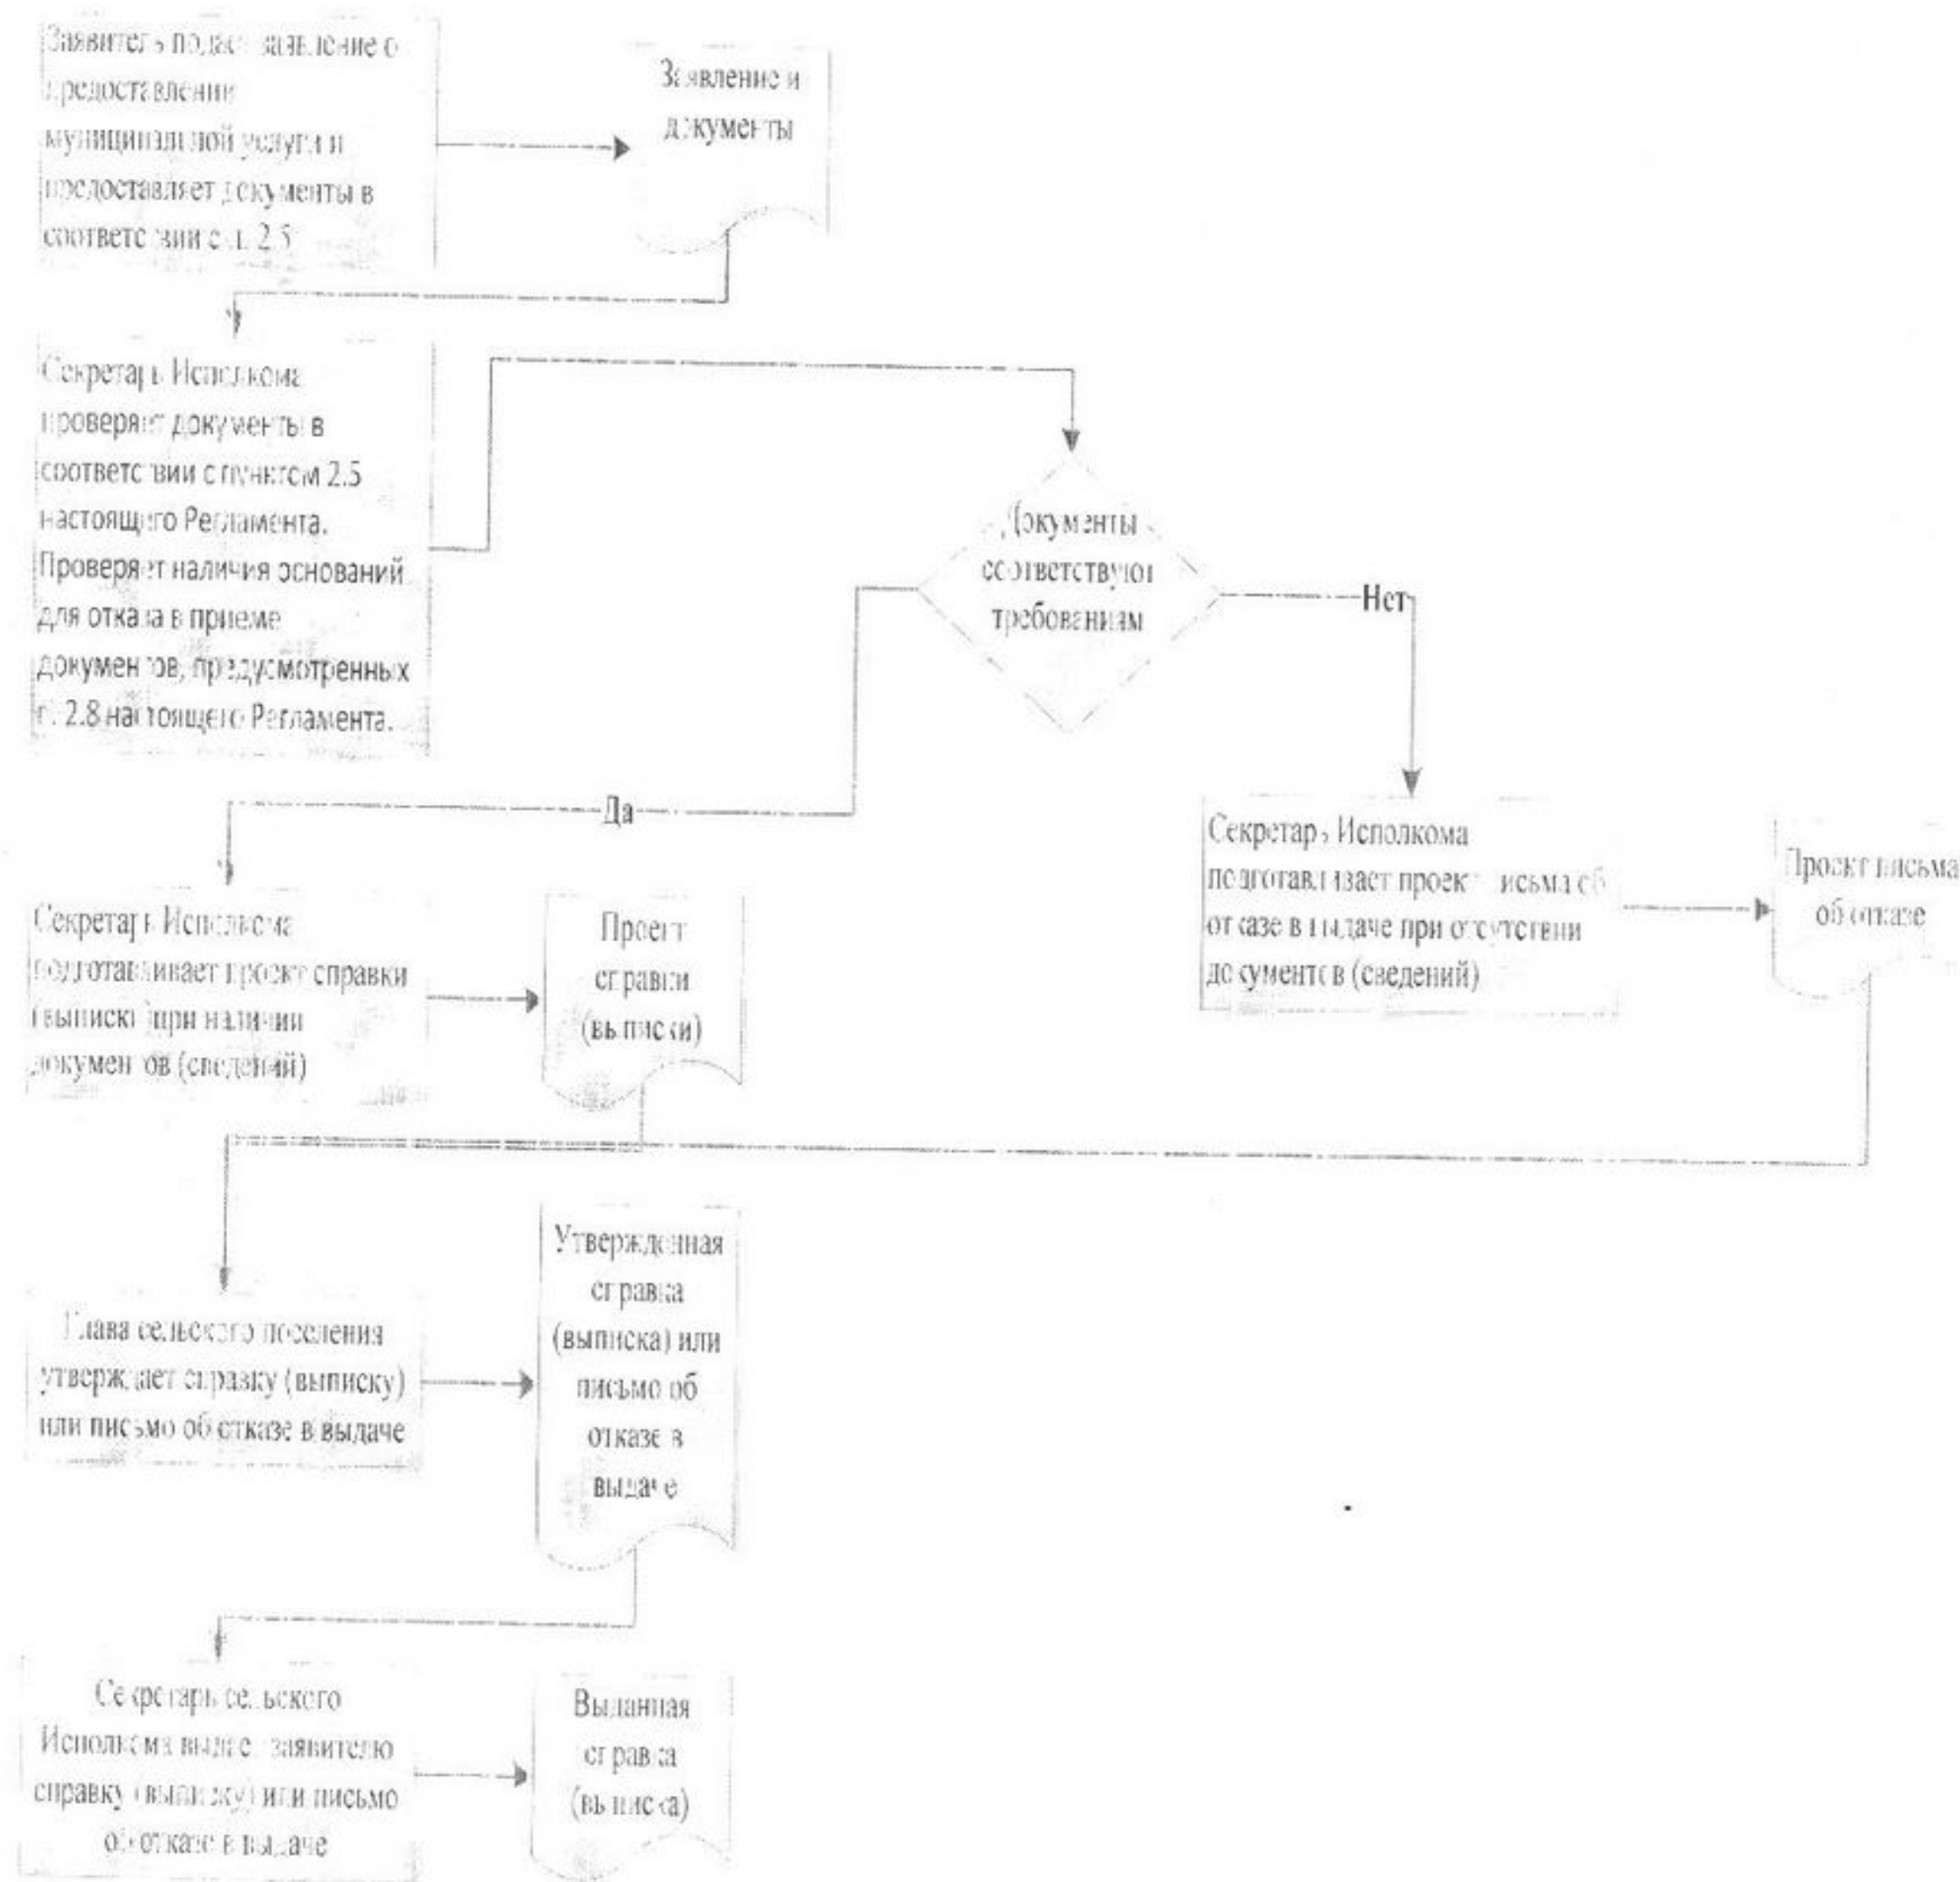 Заявитель подает заявление о
предоставлении
муниципальной услуги и
предоставляет документы в
соответствии с п. 2.5
Заявление и
документы
Секретарь Исполкома
проверяет документы в
соответствии с пунктом 2.5
настоящего Регламента.
Проверяет наличия оснований
для отказа в приеме
документов, предусмотренных
п. 2.8 настоящего Регламента.
Документы
соответствуют
требованиям
Нет
Да
Секретарь Исполкома
подготавливает проект письма об
отказе в выдаче при отсутствии
документов (сведений)
Проект письма
об отказе
Секретарь Исполкома
подготавливает проект справки
(выписки) при наличии
документов (сведений)
Проект
справки
(выписки)
Глава сельского поселения
утверждает справку (выписку)
или письмо об отказе в выдаче
Утвержденная
справка
(выписка) или
письмо об
отказе в
выдаче
Секретарь сельского
Исполкома выдает заявителю
справку (выписку) или письмо
об отказе в выдаче
Выданная
справка
(выписка)